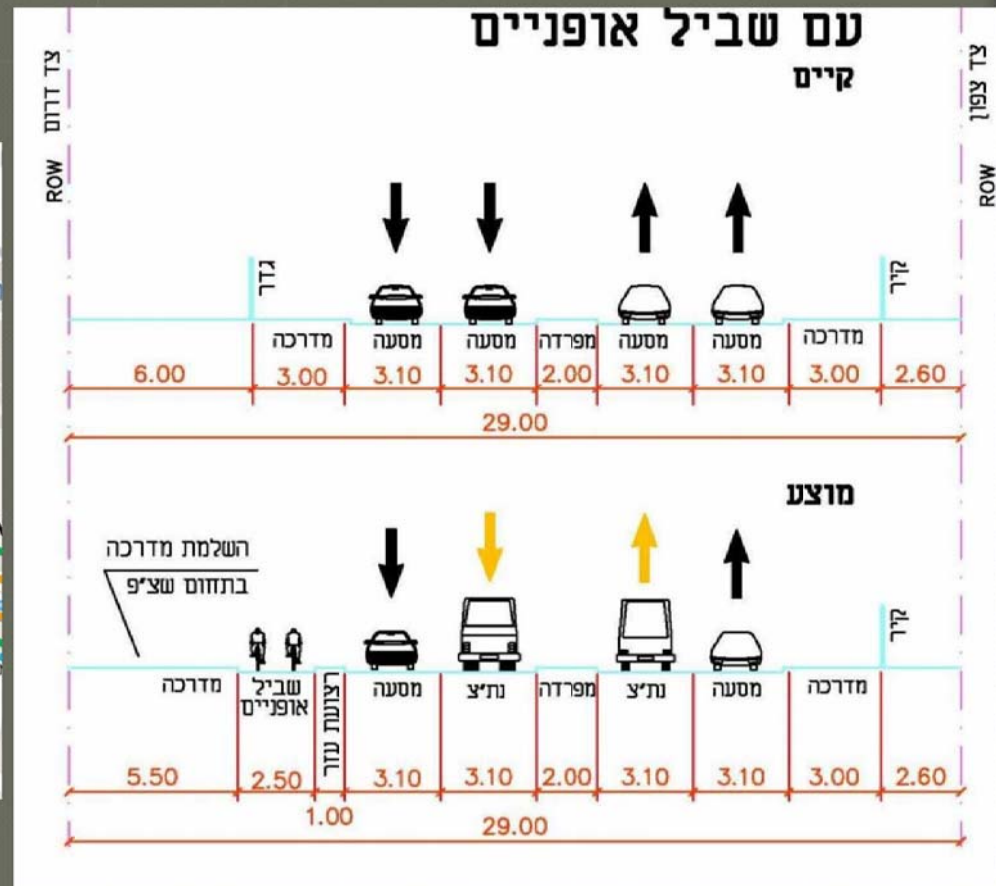 עם שביל אופניים
קיים
צד צפון
ROW
צד דרום
ROW
גדר
קיר
מדרכה
מסעה
מסעה
מפרדה
מסעה
מסעה
מדרכה
6.00 3.00 3.10 3.10 2.00 3.10 3.10 3.00 2.60
29.00
מוצע
השלמת מדרכה
בתחום שצ"פ
קיר
מדרכה
שביל
אופניים
רצועת עזר
מסעה
נת"צ
מפרדה
נת"צ
מסעה
מדרכה
5.50 2.50 3.10 3.10 2.00 3.10 3.10 3.00 2.60
1.00
29.00